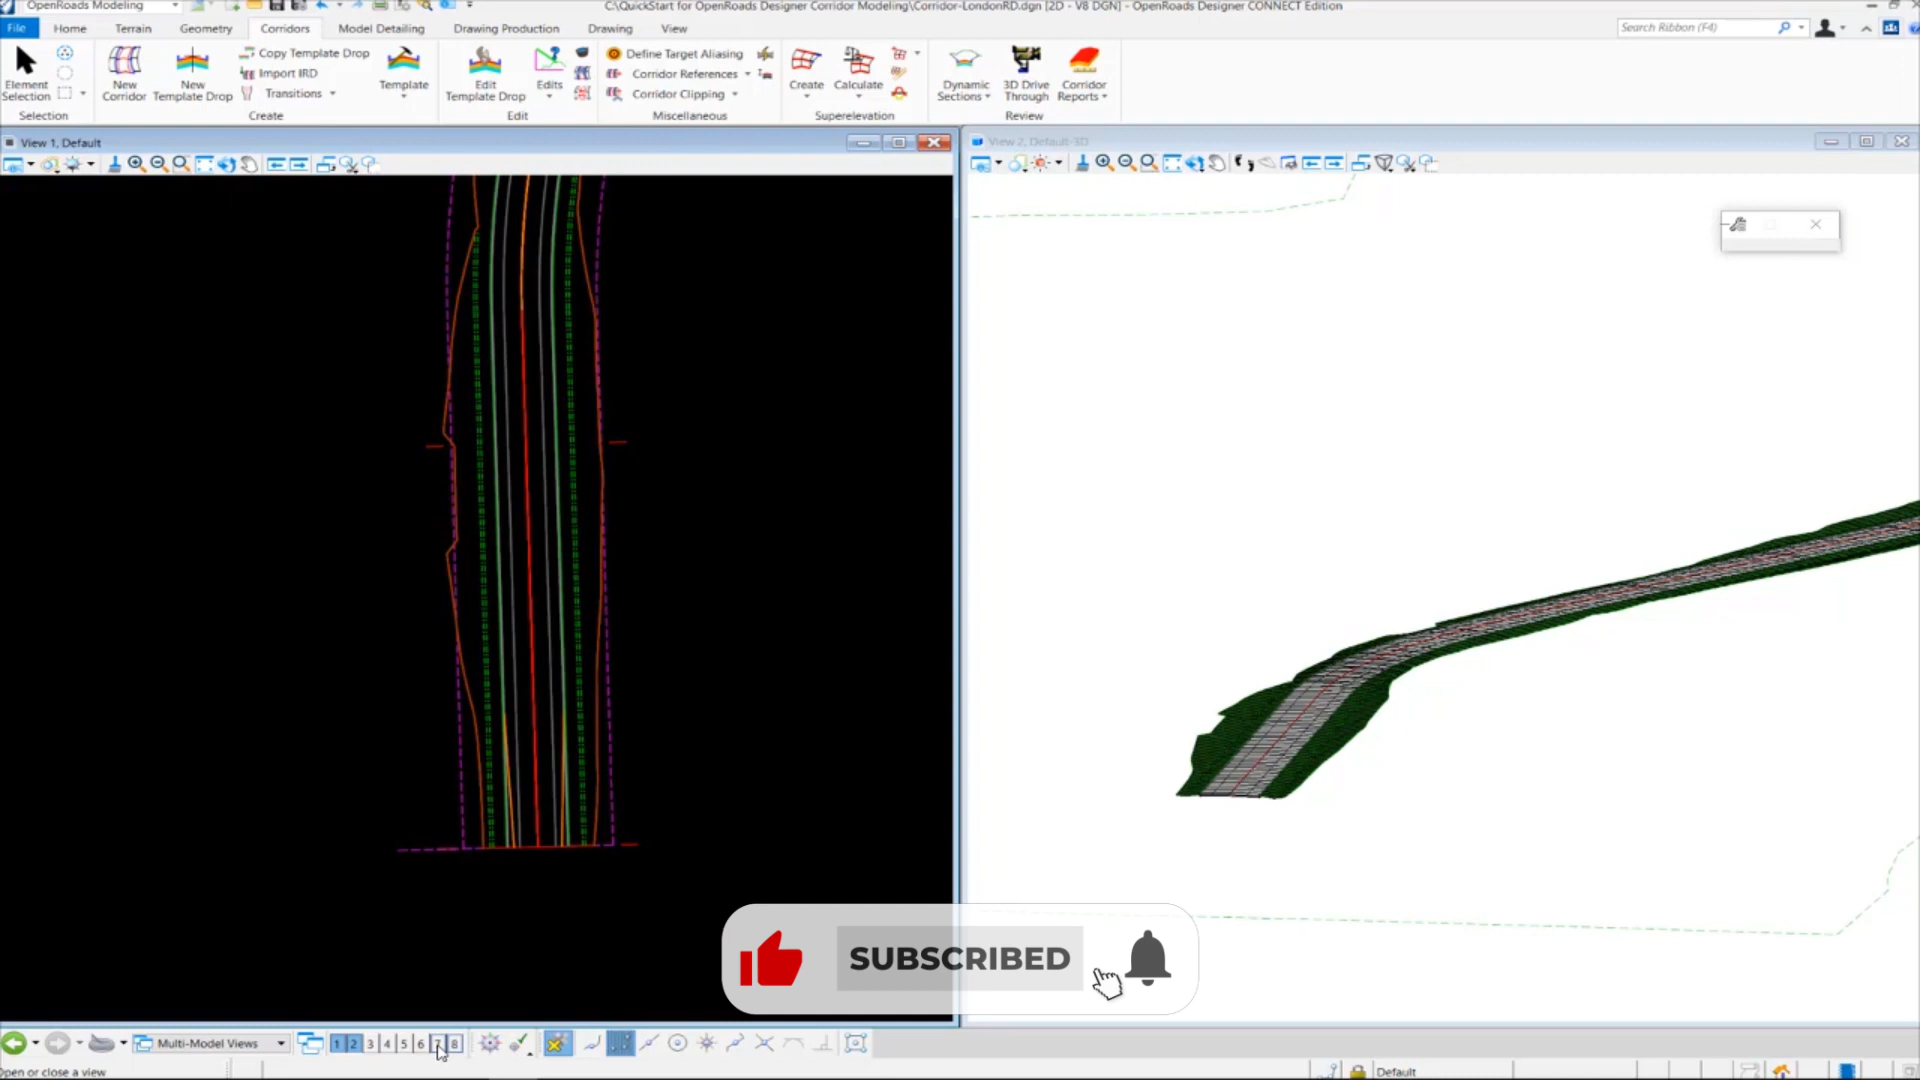 OpenRoads Modeling
C:\QuickStart for OpenRoads Designer Corridor Modeling\Corridor-LondonRD.dgn [2D - V8 DGN] - OpenRoads Designer CONNECT Edition
File Home Terrain Geometry Corridors Model Detailing Drawing Production Drawing View
Search Ribbon (F4)
Element Selection
Selection
New Corridor
New Template Drop
Copy Template Drop
Import IRD
Transitions
Template
Create
Edit Template Drop
Edits
Edit
Define Target Aliasing
Corridor References
Corridor Clipping
Miscellaneous
Create
Calculate
Superelevation
Dynamic Sections
3D Drive Through
Corridor Reports
Review
View 1, Default
View 2, Default-3D
SUBSCRIBED
Multi-Model Views
1 2 3 4 5 6 7 8
Open or close a view
Default